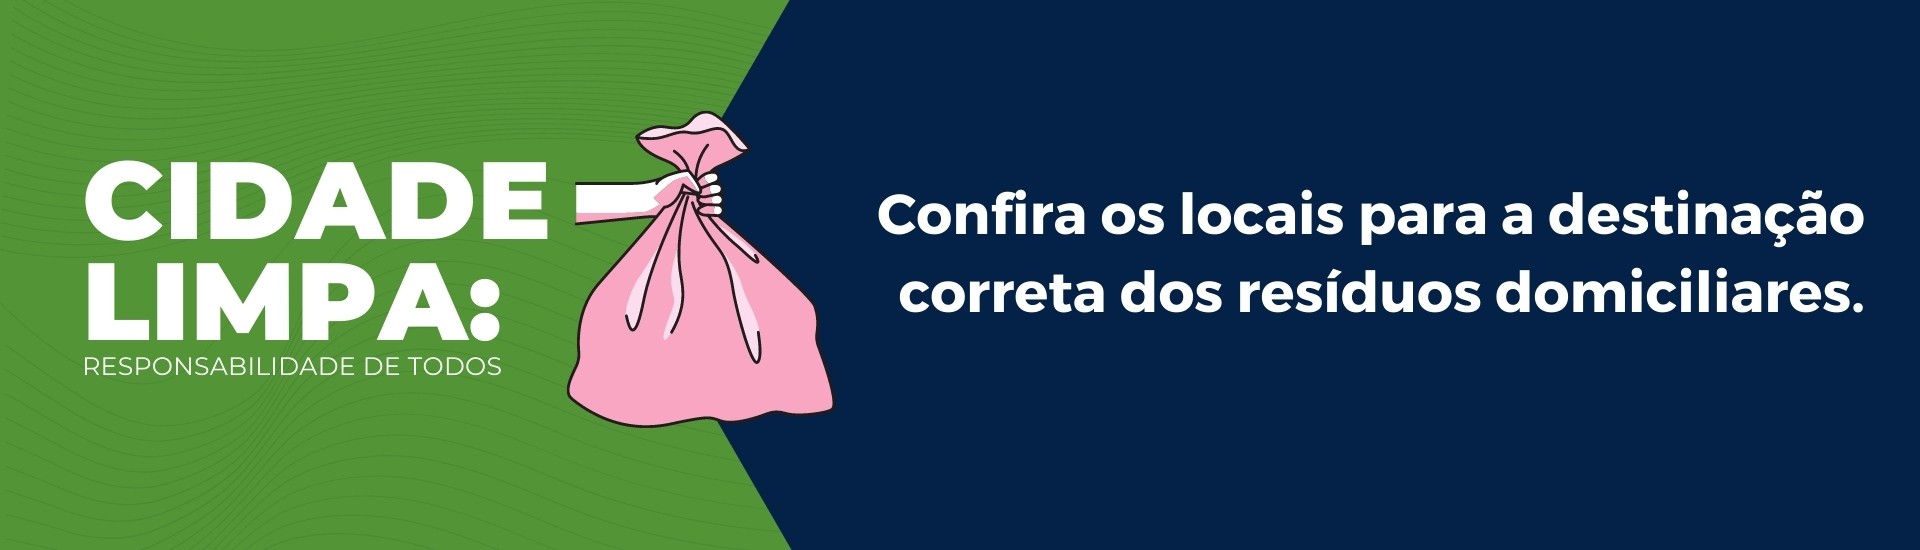 CIDADE
LIMPA:
RESPONSABILIDADE DE TODOS
Confira os locais para a destinação
correta dos resíduos domiciliares.